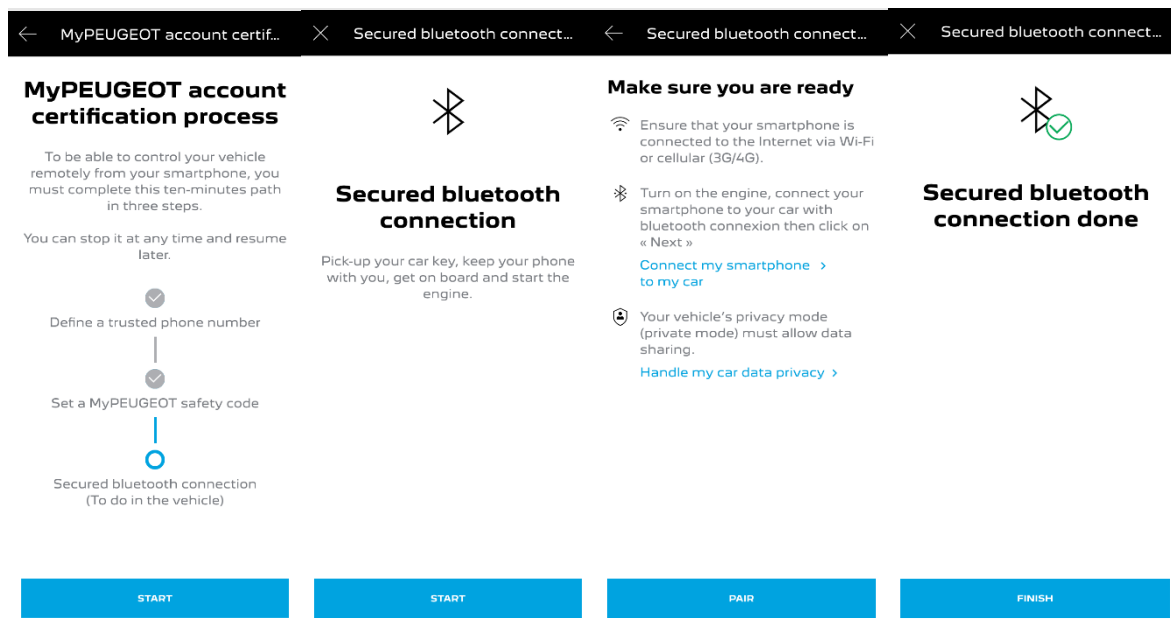 MyPEUGEOT account certif...
MyPEUGEOT account
certification process
To be able to control your vehicle
remotely from your smartphone, you
must complete this ten-minutes path
in three steps.
You can stop it at any time and resume
later.
Define a trusted phone number
Set a MyPEUGEOT safety code
Secured bluetooth connection
(To do in the vehicle)
START
Secured bluetooth connect...
Secured bluetooth
connection
Pick-up your car key, keep your phone
with you, get on board and start the
engine.
START
Secured bluetooth connect...
Make sure you are ready
Ensure that your smartphone is
connected to the Internet via Wi-Fi
or cellular (3G/4G).
Turn on the engine, connect your
smartphone to your car with
bluetooth connexion then click on
« Next »
Connect my smartphone >
to my car
Your vehicle's privacy mode
(private mode) must allow data
sharing.
Handle my car data privacy >
PAIR
Secured bluetooth connect...
Secured bluetooth
connection done
FINISH